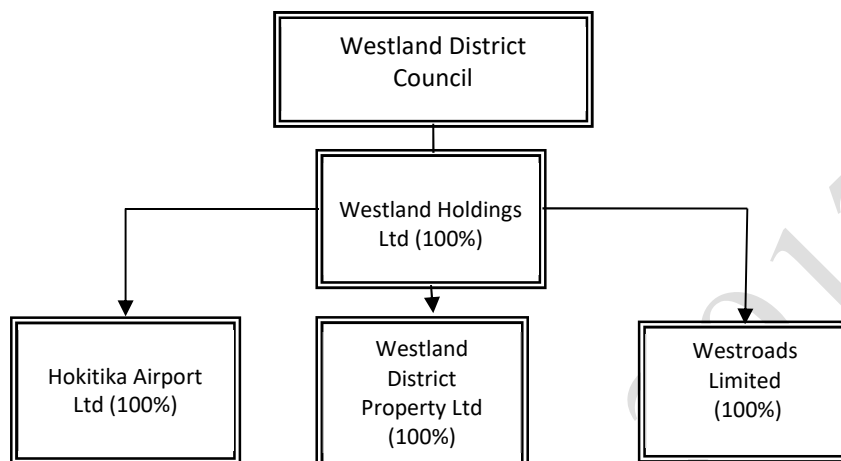 Westland District
Council
Westland Holdings
Ltd (100%)
Hokitika Airport
Ltd (100%)
Westland
District
Property Ltd
(100%)
Westroads
Limited
(100%)